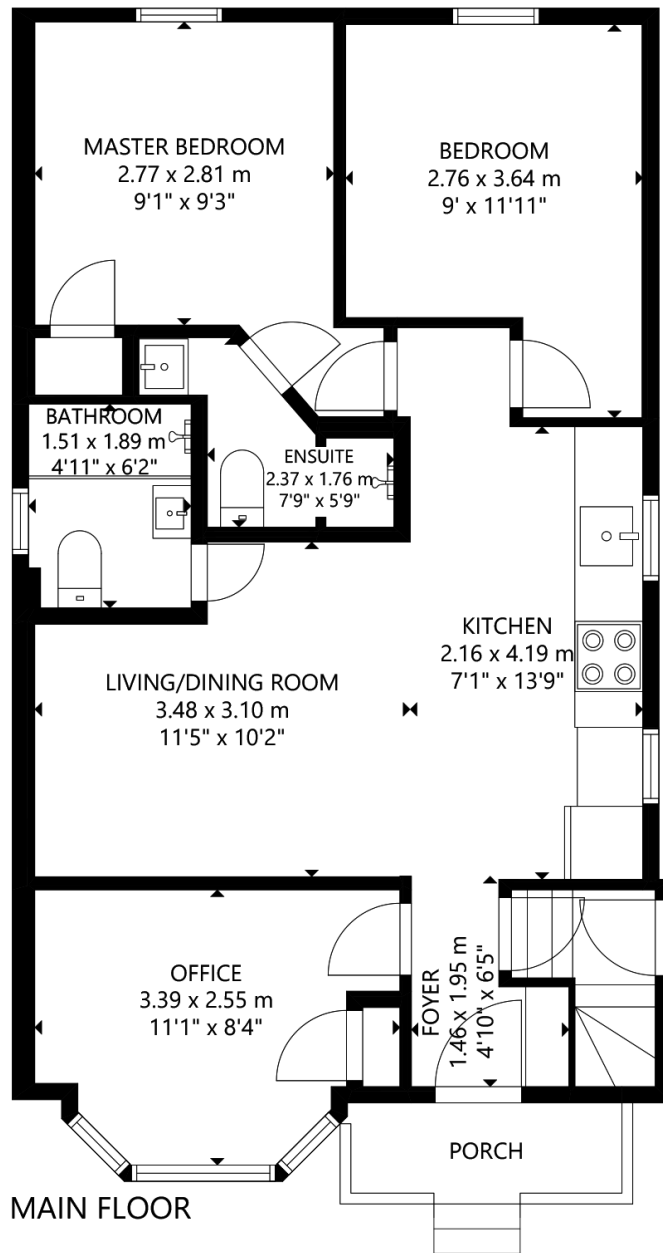 MASTER BEDROOM
2.77 x 2.81 m
9'1" x 9'3"
BEDROOM
2.76 x 3.64 m
9' x 11'11"
BATHROOM
1.51 x 1.89 m
4'11" x 6'2"
ENSUITE
2.37 x 1.76 m
7'9" x 5'9"
KITCHEN
2.16 x 4.19 m
7'1" x 13'9"
LIVING/DINING ROOM
3.48 x 3.10 m
11'5" x 10'2"
OFFICE
3.39 x 2.55 m
11'1" x 8'4"
FOYER
1.46 x 1.95 m
4'10" x 6'5"
PORCH
MAIN FLOOR